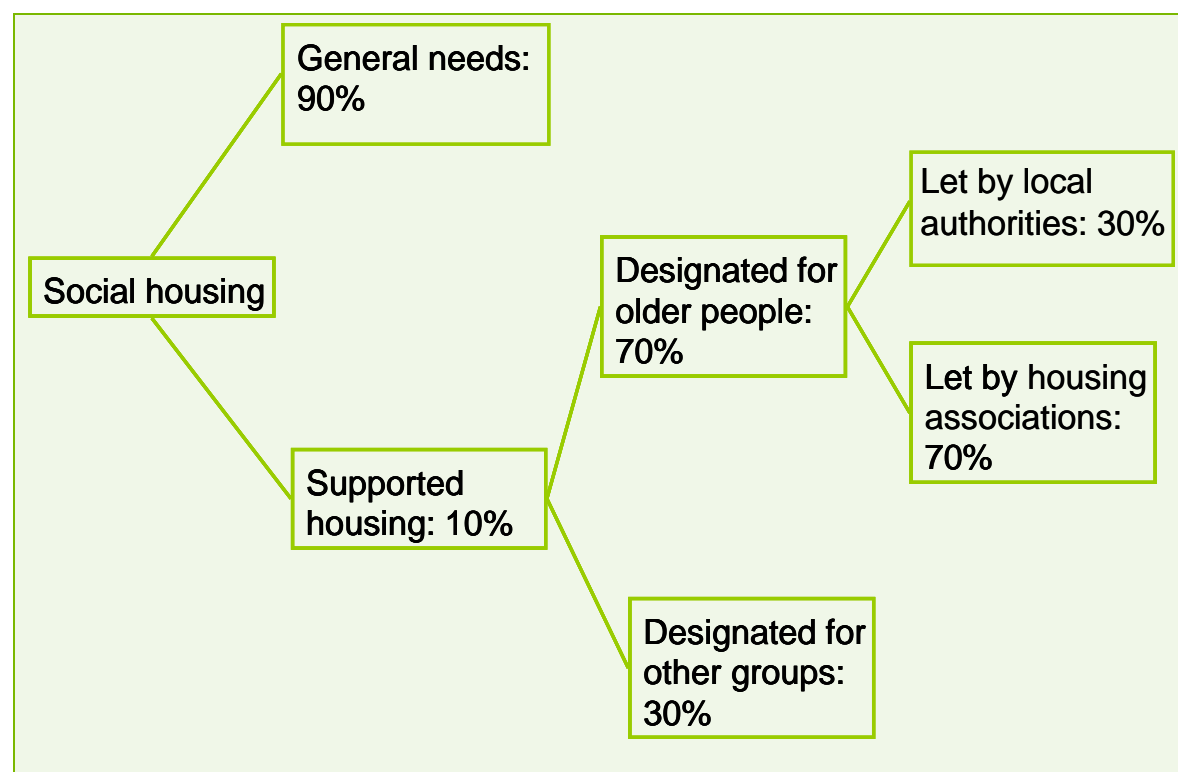 General needs:
90%
Social housing
Supported
housing: 10%
Designated for
older people:
70%
Designated for
other groups:
30%
Let by local
authorities: 30%
Let by housing
associations:
70%